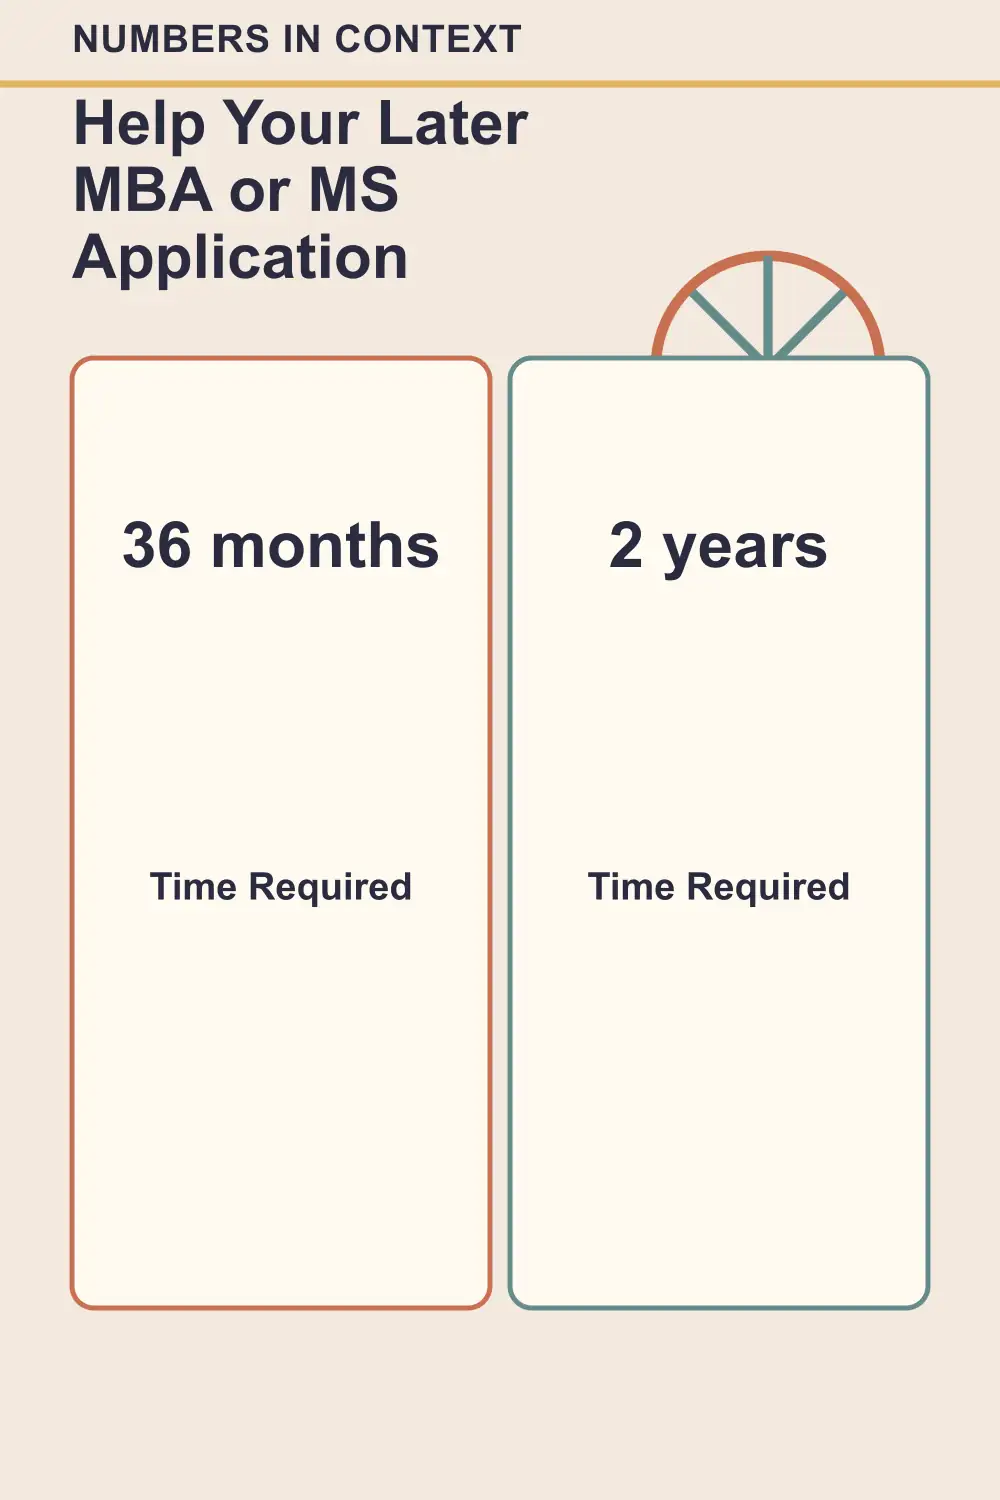 NUMBERS IN CONTEXT
Help Your Later
MBA or MS
Application
36 months
2 years
Time Required
Time Required